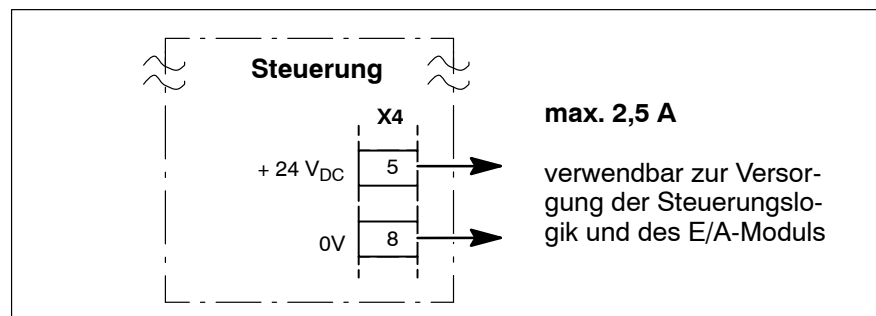 Steuerung
X4
max. 2,5 A
+ 24 VDC
5
verwendbar zur Versor-
gung der Steuerungslo-
gik und des E/A-Moduls
0V
8